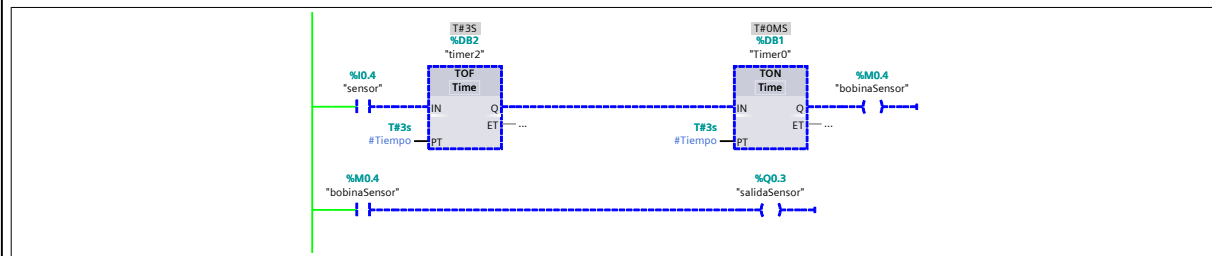 T#3S
%DB2
"timer2"
T#0MS
%DB1
"Timer0"
%I0.4
"sensor"
TOF
Time
TON
Time
%M0.4
"bobinaSensor"
IN
Q
IN
Q
T#3s
#Tiempo
PT
ET
...
T#3s
#Tiempo
PT
ET
...
%M0.4
"bobinaSensor"
%Q0.3
"salidaSensor"